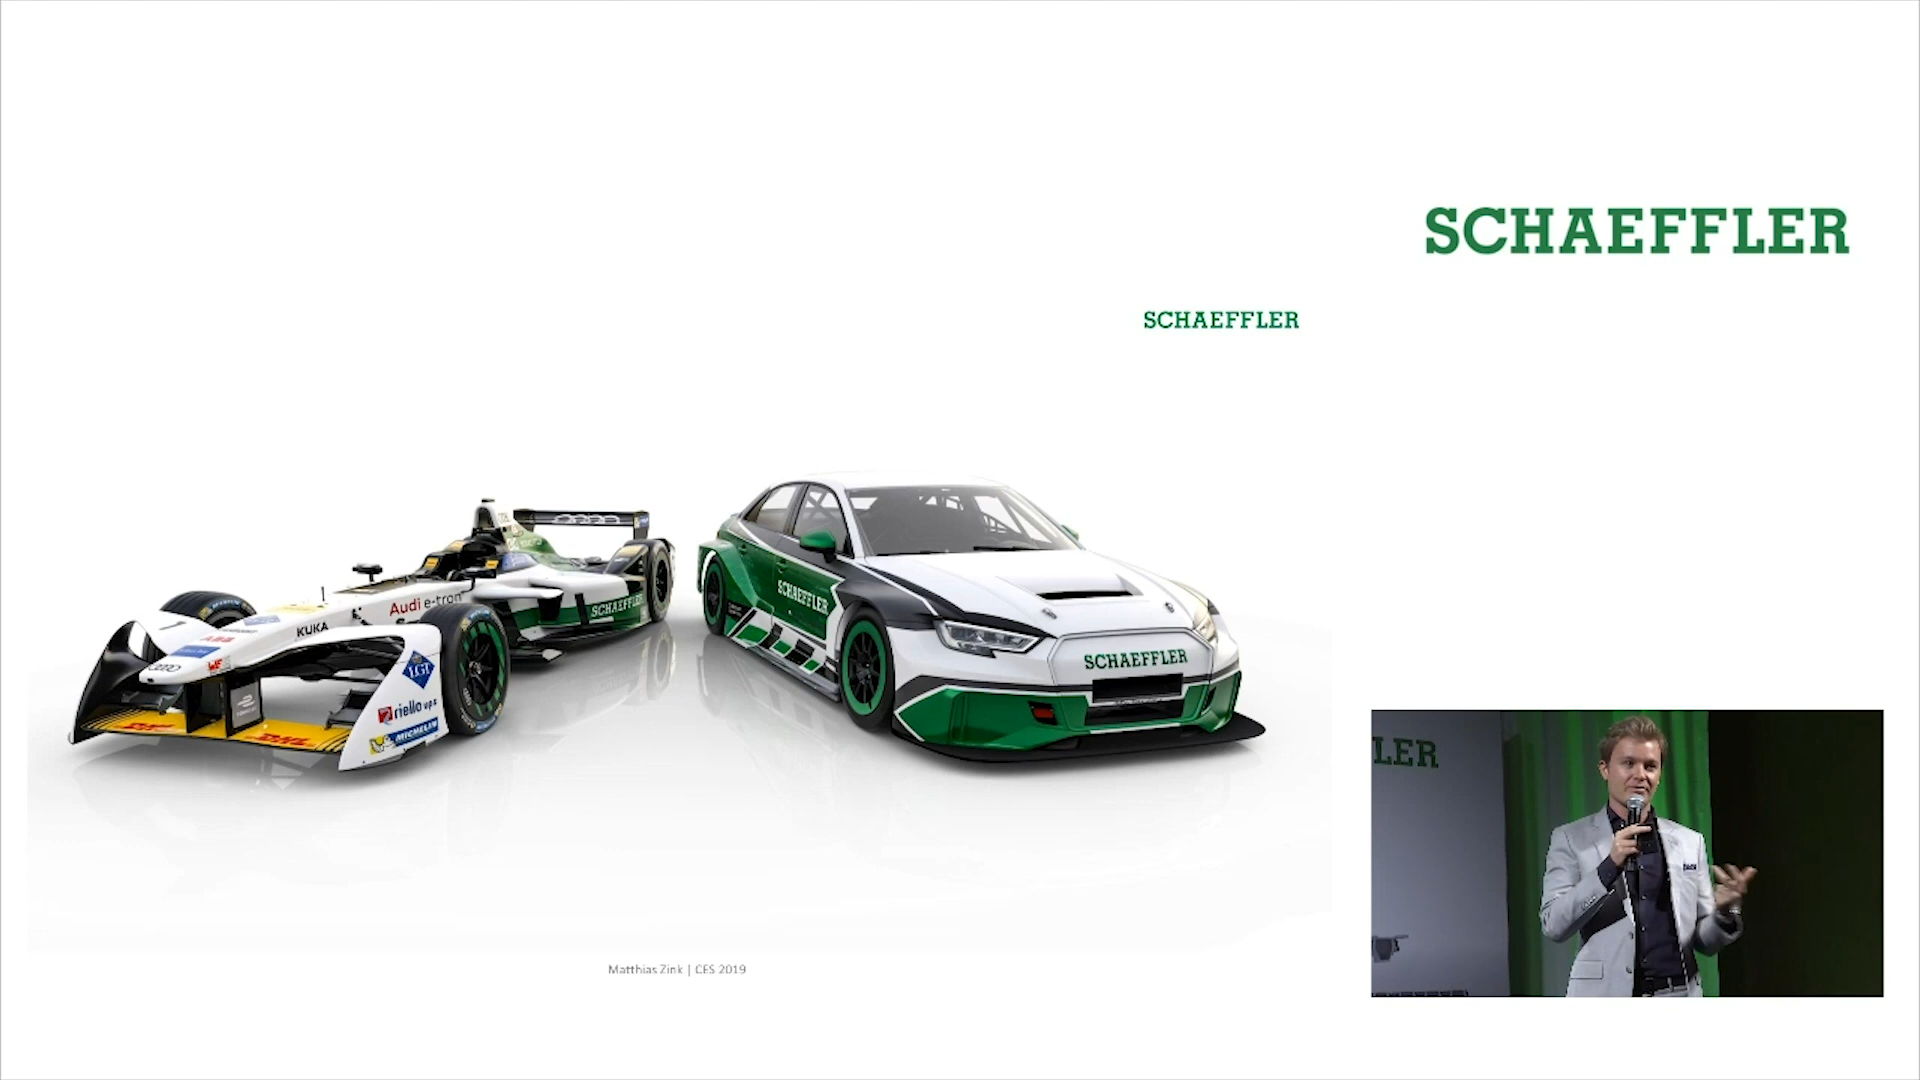 SCHAEFFLER
SCHAEFFLER
Audi e-tron
SCHAEFFLER
KUKA
ABB
LGT
riello ups
MICHELIN
DHL
DHL
SCHAEFFLER
SCHAEFFLER
LER
Matthias Zink | CES 2019